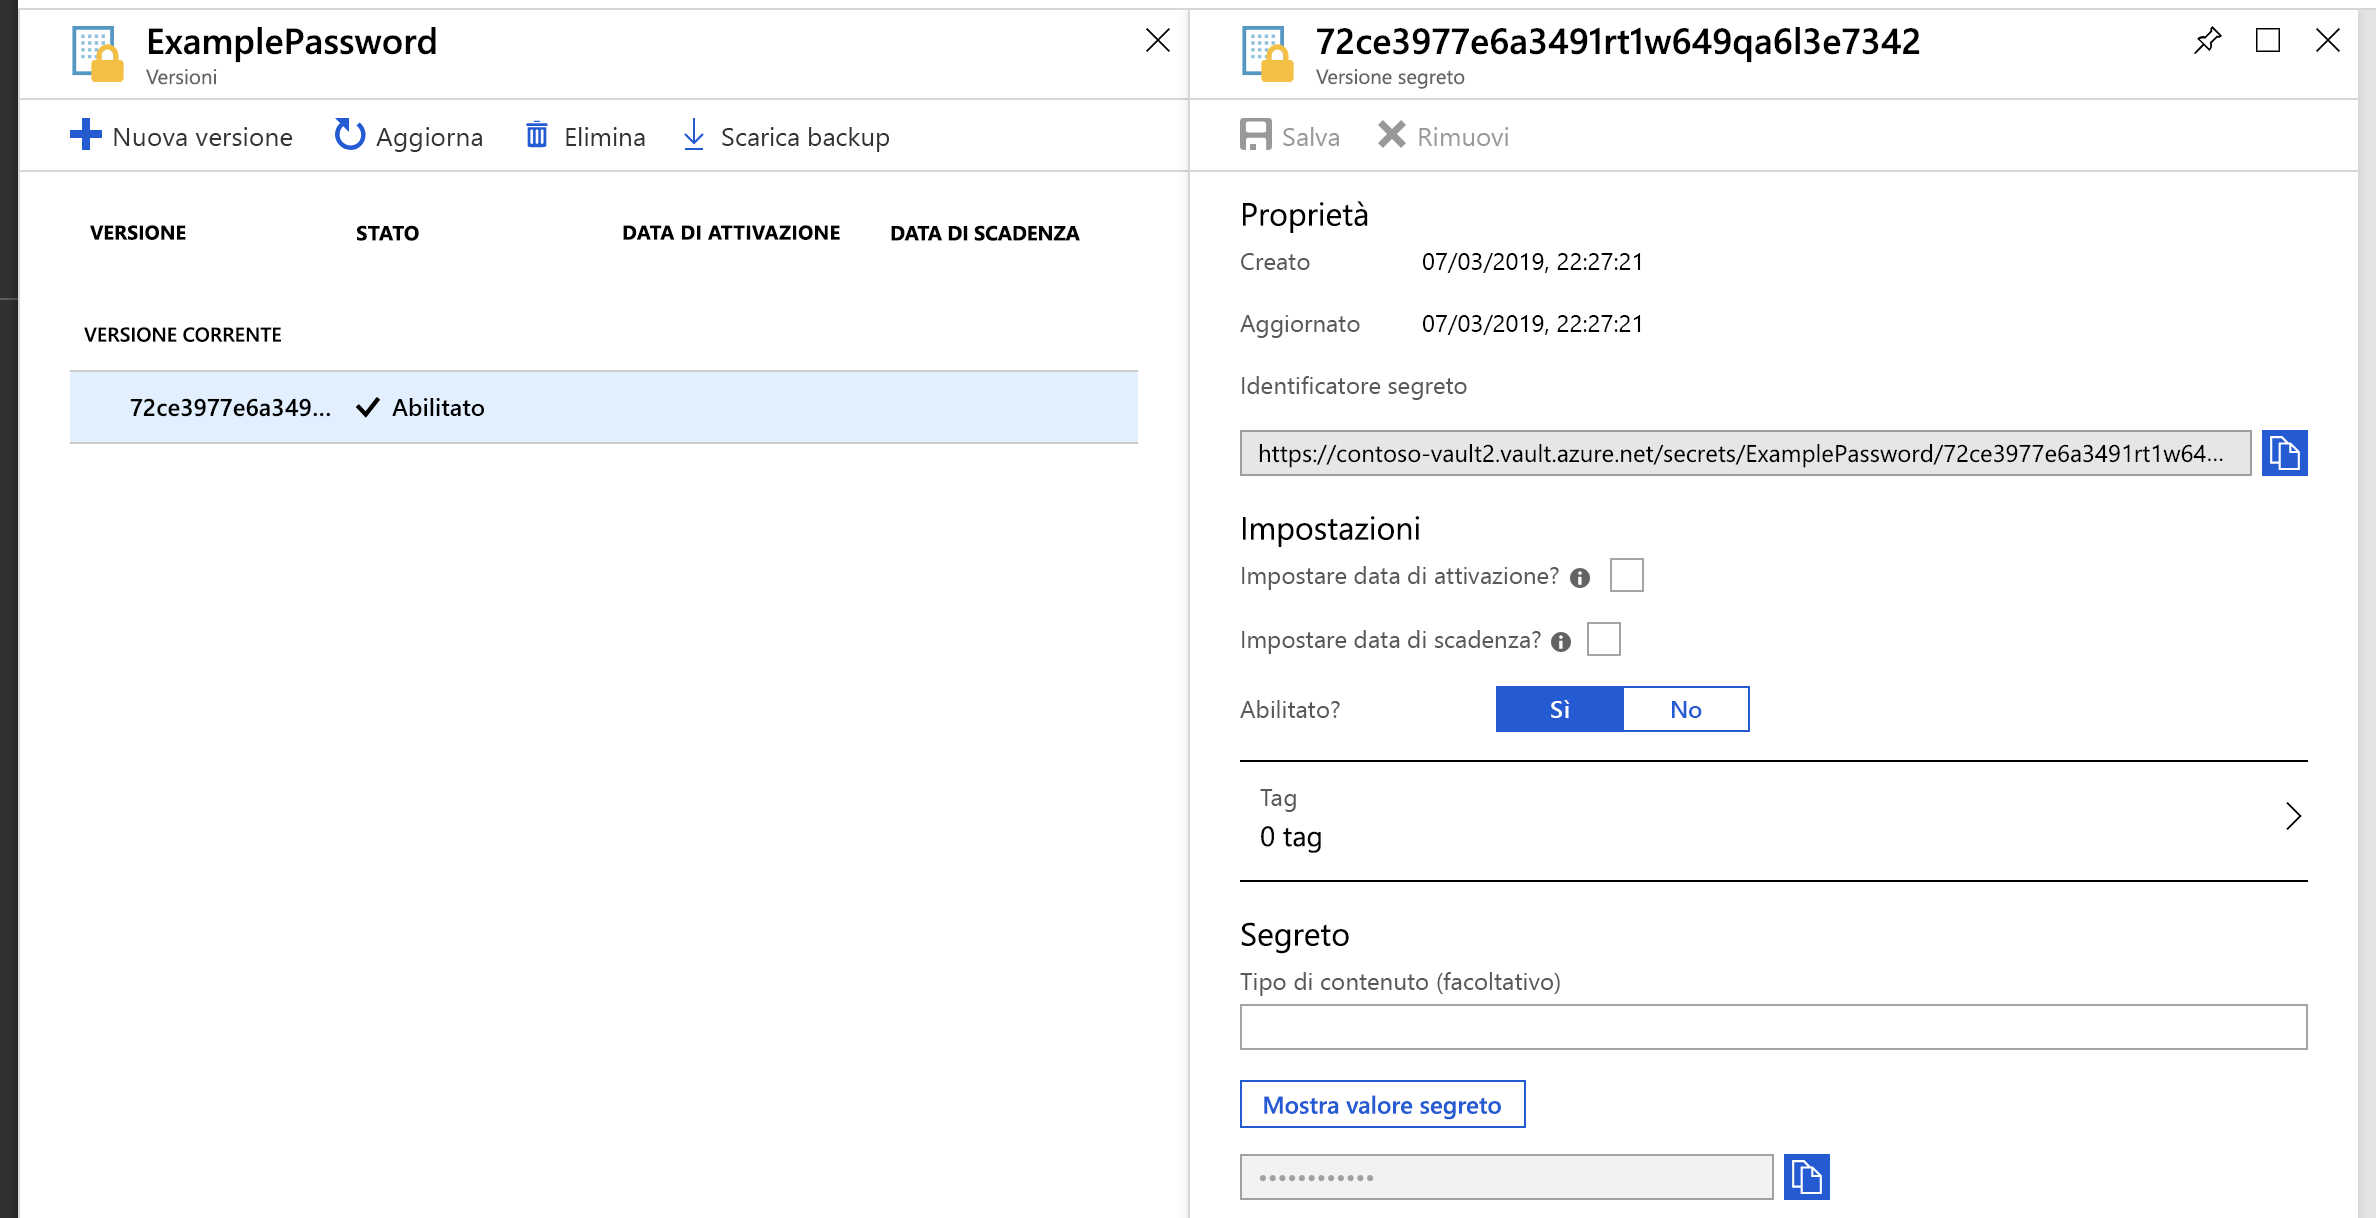 ExamplePassword
Versioni
Nuova versione Aggiorna Elimina Scarica backup
VERSIONE STATO DATA DI ATTIVAZIONE DATA DI SCADENZA
VERSIONE CORRENTE
72ce3977e6a349... Abilitato
72ce3977e6a3491rt1w649qa6l3e7342
Versione segreto
Salva Rimuovi
Proprietà
Creato 07/03/2019, 22:27:21
Aggiornato 07/03/2019, 22:27:21
Identificatore segreto
https://contoso-vault2.vault.azure.net/secrets/ExamplePassword/72ce3977e6a3491rt1w64...
Impostazioni
Impostare data di attivazione?
Impostare data di scadenza?
Abilitato? Sì No
Tag
0 tag
Segreto
Tipo di contenuto (facoltativo)
Mostra valore segreto
••••••••••••